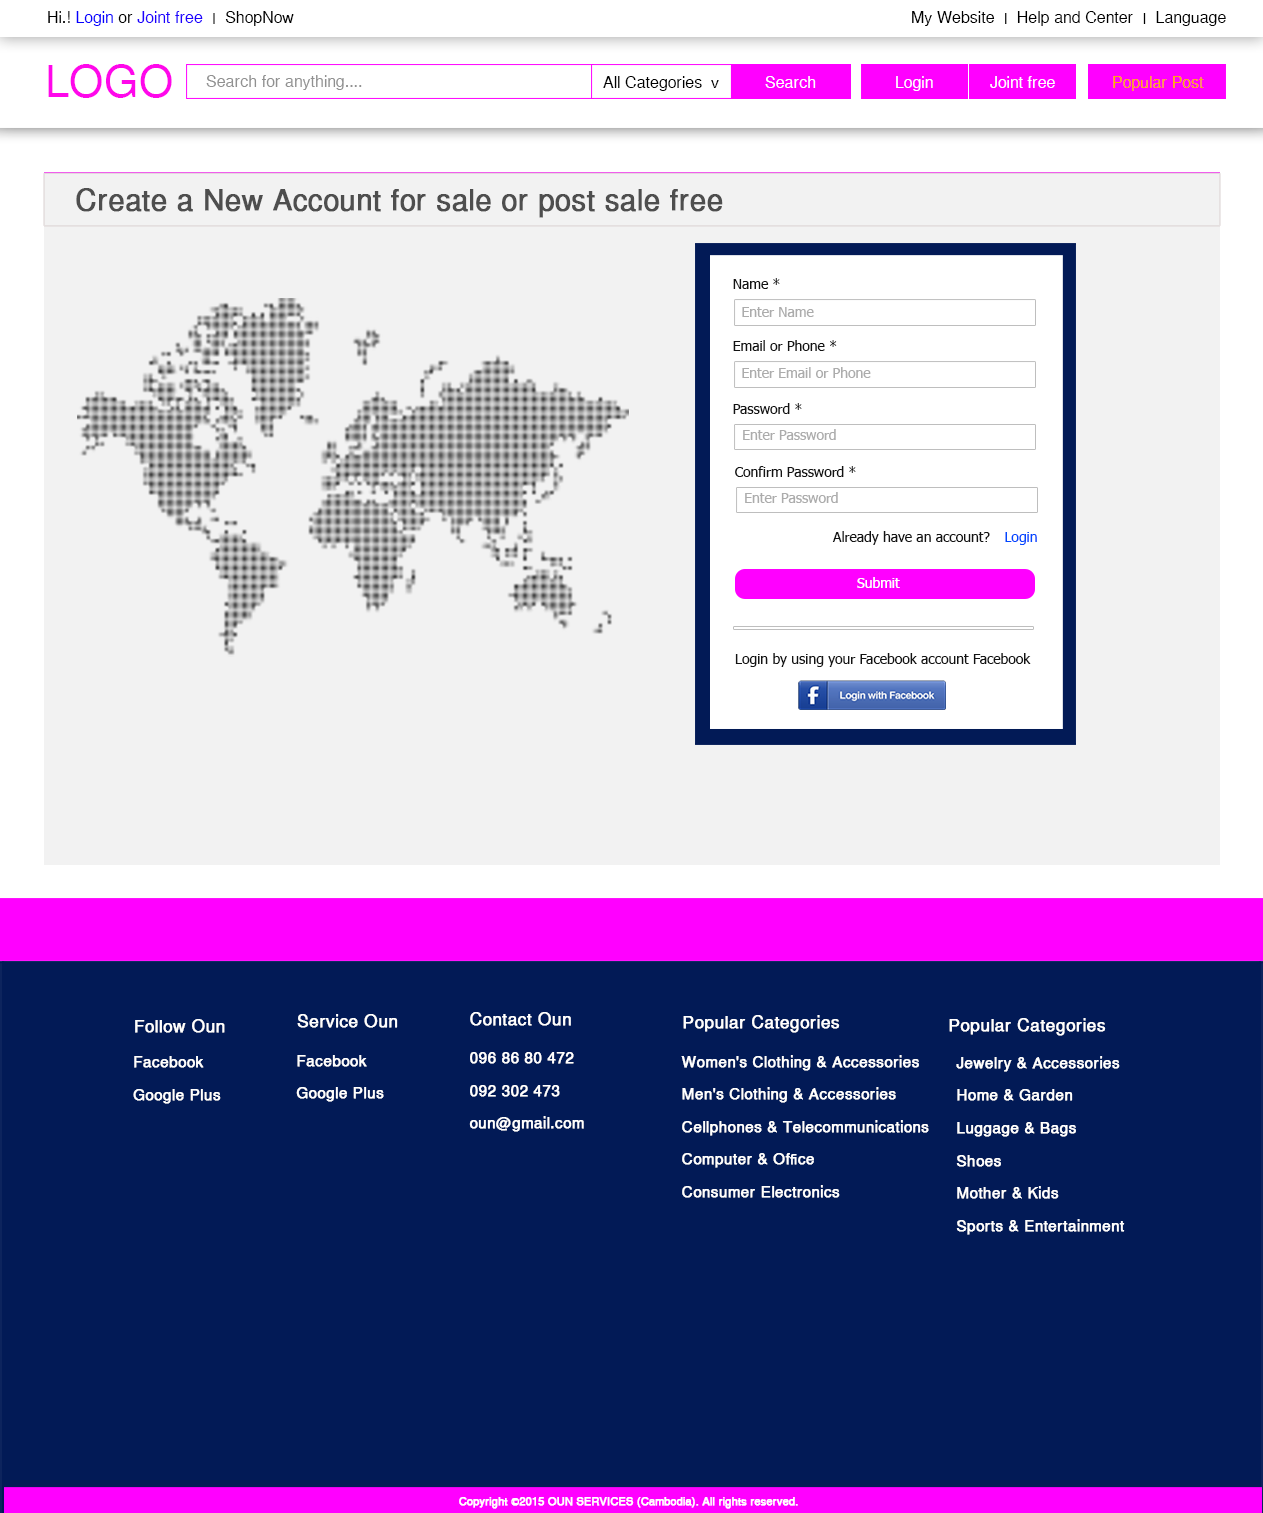 Hi.! Login or Joint free | ShopNow
My Website | Help and Center | Language
LOGO
Search for anything....
All Categories v
Search
Login
Joint free
Popular Post
Create a New Account for sale or post sale free
Name *
Enter Name
Email or Phone *
Enter Email or Phone
Password *
Enter Password
Confirm Password *
Enter Password
Already have an account? Login
Submit
Login by using your Facebook account Facebook
f Login with Facebook
Follow Oun
Facebook
Google Plus
Service Oun
Facebook
Google Plus
Contact Oun
096 86 80 472
092 302 473
oun@gmail.com
Popular Categories
Women's Clothing & Accessories
Men's Clothing & Accessories
Cellphones & Telecommunications
Computer & Office
Consumer Electronics
Popular Categories
Jewelry & Accessories
Home & Garden
Luggage & Bags
Shoes
Mother & Kids
Sports & Entertainment
Copyright ©2015 OUN SERVICES (Cambodia). All rights reserved.